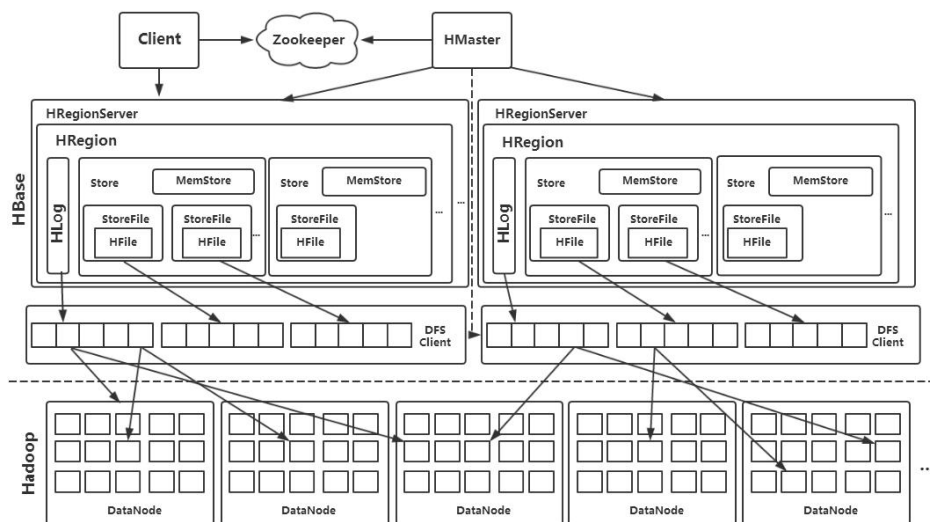 Client
Zookeeper
HMaster
HBase
HRegionServer
HRegion
HLog
Store
MemStore
StoreFile
HFile
StoreFile
HFile
...
Store
MemStore
StoreFile
HFile
...
...
HRegionServer
HRegion
HLog
Store
MemStore
StoreFile
HFile
StoreFile
HFile
...
Store
MemStore
StoreFile
HFile
...
...
DFS
Client
DFS
Client
Hadoop
DataNode
DataNode
DataNode
DataNode
DataNode
...